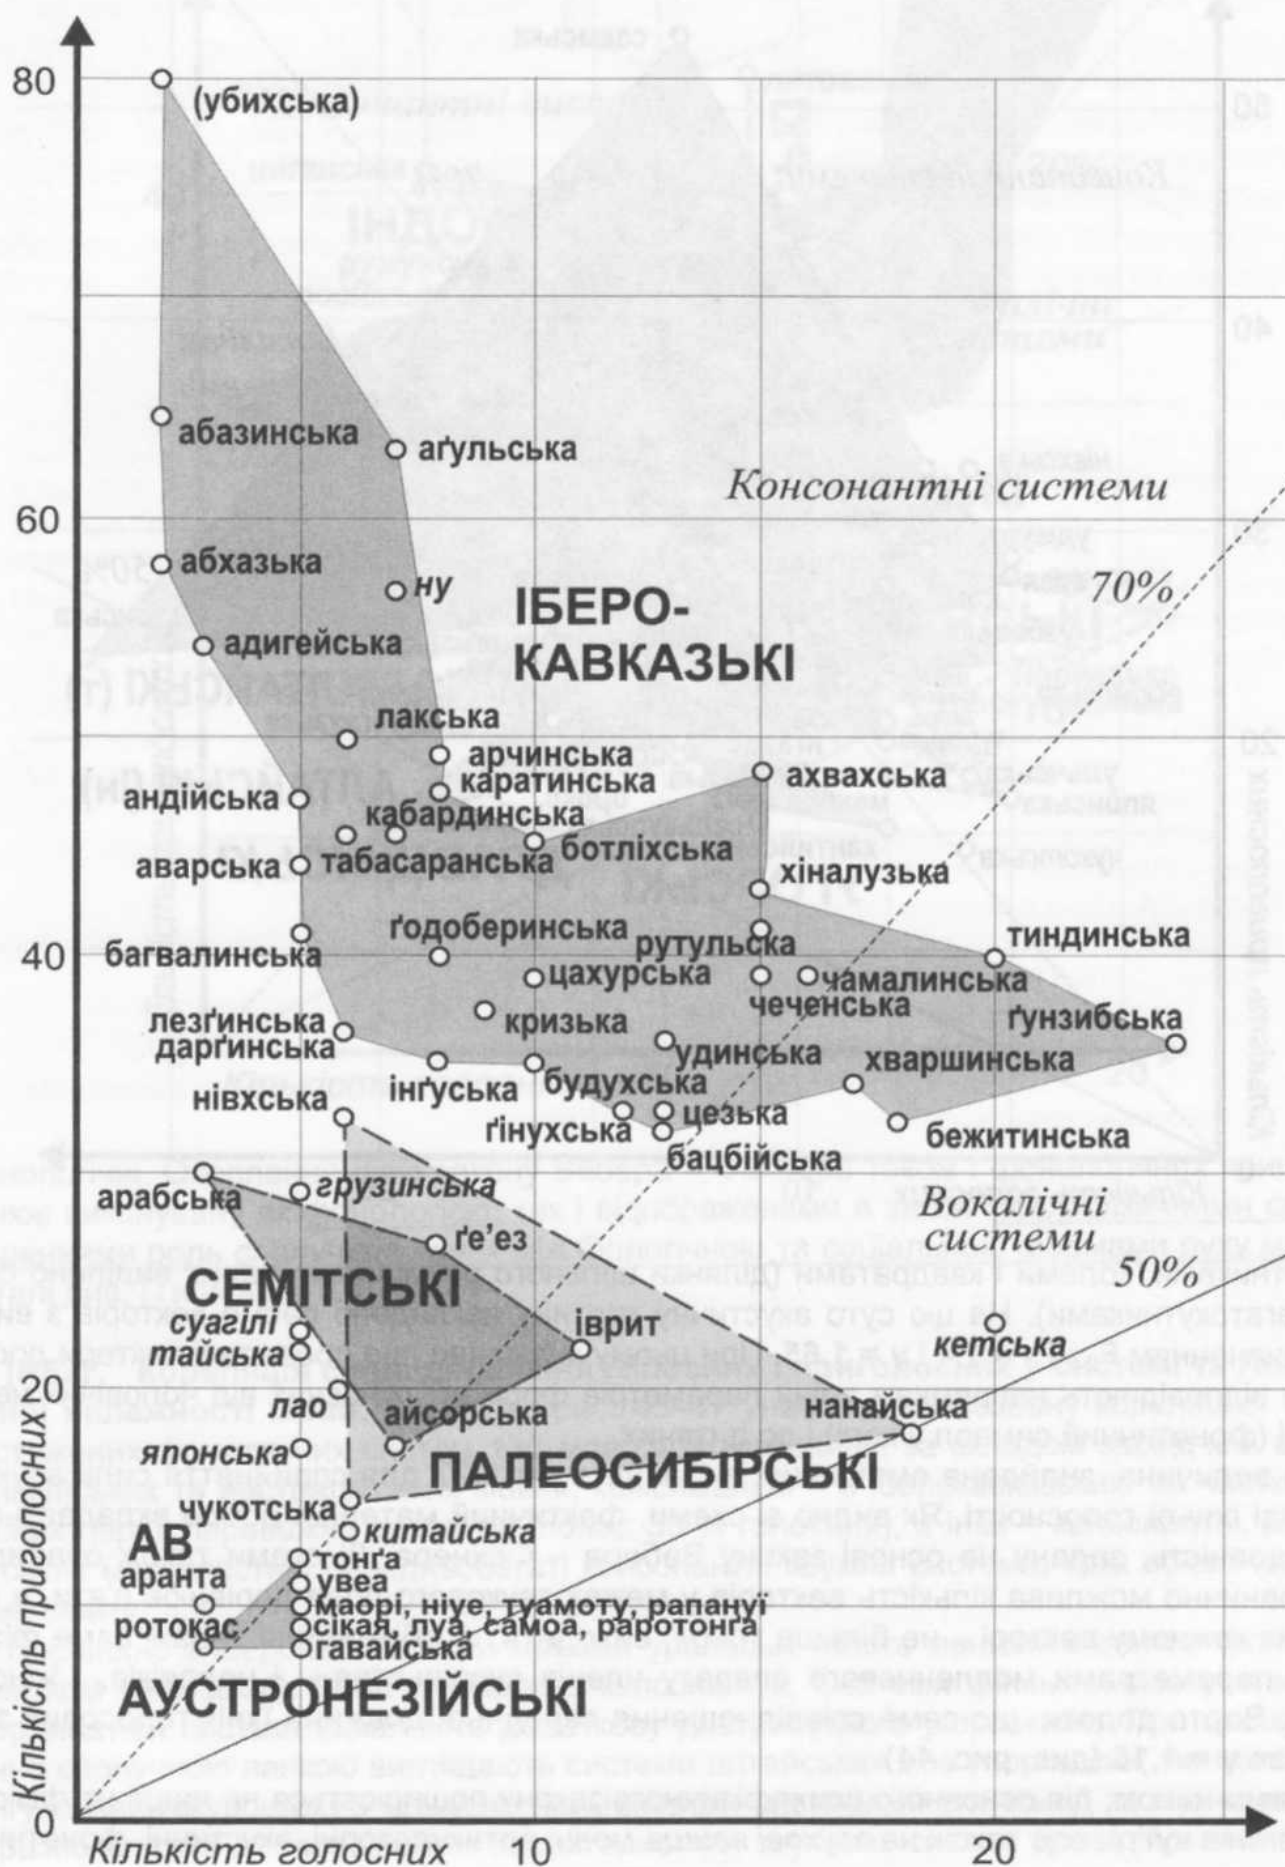 80
(убихська)
абазинська
аґульська
Консонантні системи
60
70%
абхазька
ну
ІБЕРО-
КАВКАЗЬКІ
адигейська
лакська
арчинська
каратинська
ахвахська
андійська
кабардинська
ботліхська
аварська
табасаранська
хіналузька
ґодоберинська
рутульська
тиндинська
багвалинська
40
цахурська
чамалинська
чеченська
ґунзибська
лезґинська
кризька
дарґинська
удинська
хваршинська
інґуська
будухська
нівхська
цезька
ґінухська
бежитинська
бацбійська
арабська
грузинська
Вокалічні
системи
ґе’ез
50%
СЕМІТСЬКІ
суагілі
іврит
тайська
кетська
20
лао
айсорська
нанайська
японська
ПАЛЕОСИБІРСЬКІ
чукотська
китайська
АВ
тонґа
аранта
увеа
маорі, ніуе, туамоту, рапануї
ротокас
сікая, луа, самоа, раротонга
гавайська
АУСТРОНЕЗІЙСЬКІ
Кількість приголосних
0
Кількість голосних
10
20